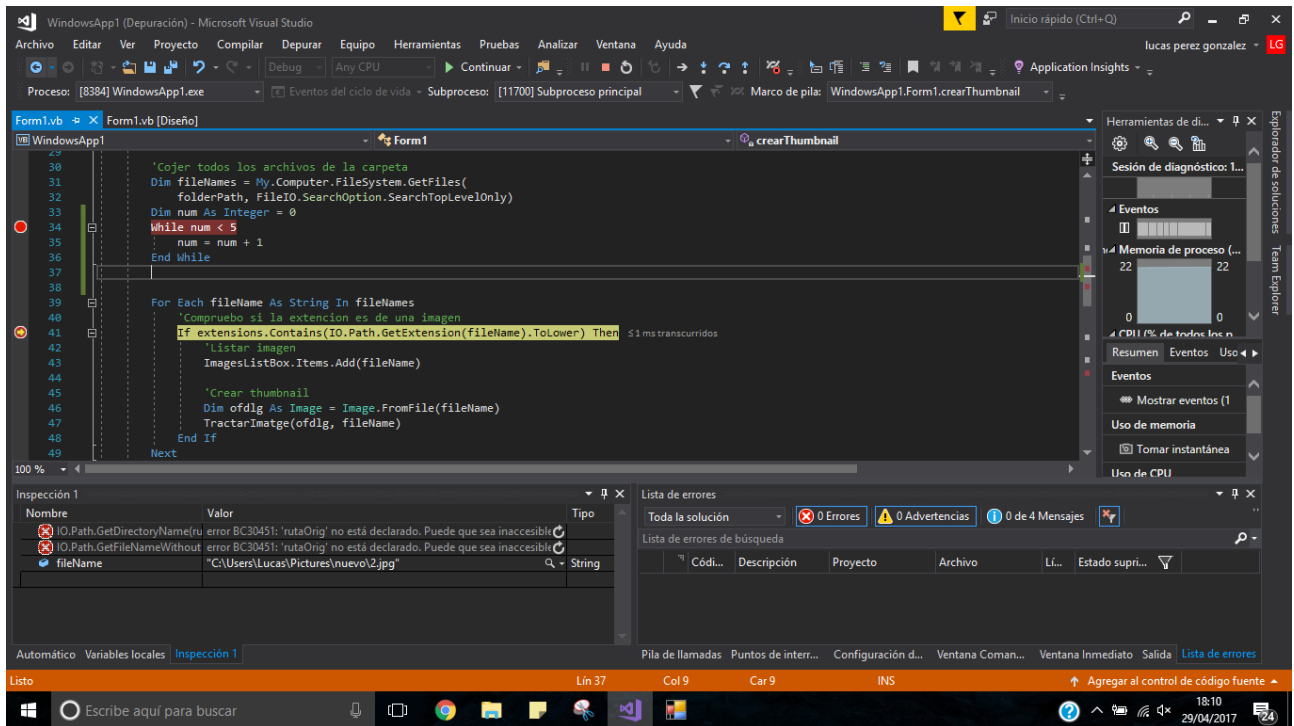 WindowsApp1 (Depuración) - Microsoft Visual Studio
Inicio rápido (Ctrl+Q)
Archivo Editar Ver Proyecto Compilar Depurar Equipo Herramientas Pruebas Analizar Ventana Ayuda
lucas perez gonzalez LG
Debug Any CPU Continuar Application Insights
Proceso: [8384] WindowsApp1.exe Eventos del ciclo de vida Subproceso: [11700] Subproceso principal Marco de pila: WindowsApp1.Form1.crearThumbnail
Form1.vb Form1.vb [Diseño]
WindowsApp1 Form1 crearThumbnail
29
30 'Cojer todos los archivos de la carpeta
31 Dim fileNames = My.Computer.FileSystem.GetFiles(
32 folderPath, FileIO.SearchOption.SearchTopLevelOnly)
33 Dim num As Integer = 0
34 While num < 5
35 num = num + 1
36 End While
37
38
39 For Each fileName As String In fileNames
40 'Compruebo si la extencion es de una imagen
41 If extensions.Contains(IO.Path.GetExtension(fileName).ToLower) Then ≤1 ms transcurridos
42 'Listar imagen
43 ImagesListBox.Items.Add(fileName)
44
45 'Crear thumbnail
46 Dim ofdlg As Image = Image.FromFile(fileName)
47 TractarImatge(ofdlg, fileName)
48 End If
49 Next
100 %
Herramientas de di...
Sesión de diagnóstico: 1...
Eventos
Memoria de proceso (...
22 22
0 0
CPU (% de todos los p
Resumen Eventos Uso
Eventos
Mostrar eventos (1
Uso de memoria
Tomar instantánea
Uso de CPU
Explorador de soluciones
Team Explorer
Inspección 1
Nombre Valor Tipo
IO.Path.GetDirectoryName(ru error BC30451: 'rutaOrig' no está declarado. Puede que sea inaccesible
IO.Path.GetFileNameWithout error BC30451: 'rutaOrig' no está declarado. Puede que sea inaccesible
fileName "C:\Users\Lucas\Pictures\nuevo\2.jpg" String
Automático Variables locales Inspección 1
Lista de errores
Toda la solución 0 Errores 0 Advertencias 0 de 4 Mensajes
Lista de errores de búsqueda
Códi... Descripción Proyecto Archivo Lí... Estado supri...
Pila de llamadas Puntos de interr... Configuración d... Ventana Coman... Ventana Inmediato Salida Lista de errores
Listo Lín 37 Col 9 Car 9 INS Agregar al control de código fuente
Escribe aquí para buscar
18:10
29/04/2017
24